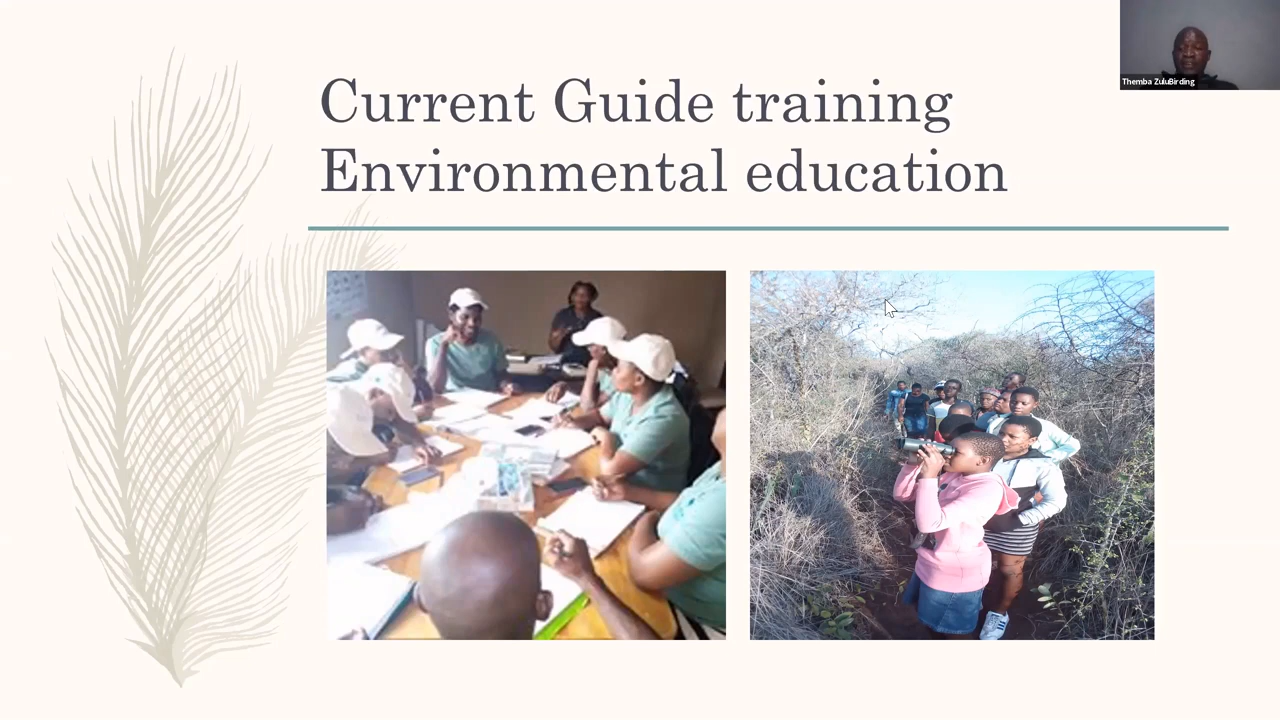 Current Guide training
Environmental education
Themba ZuluBirding